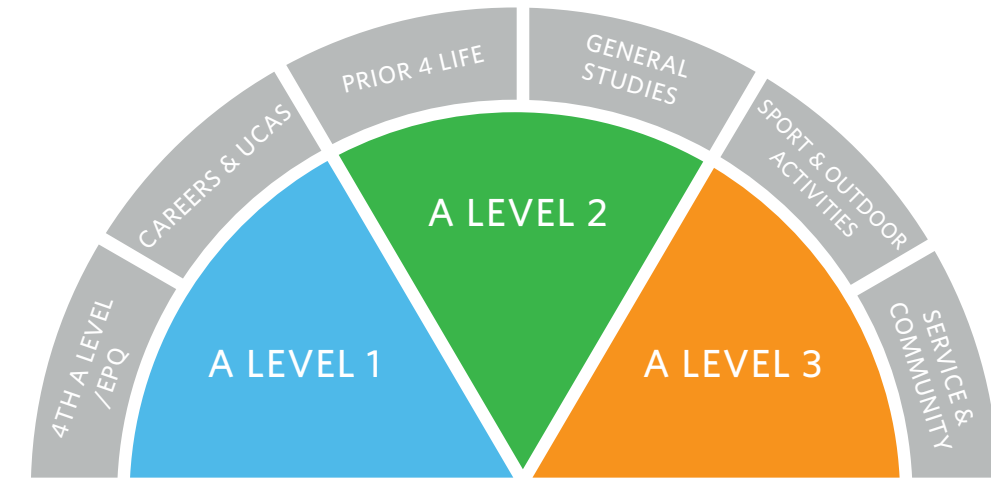 4TH A LEVEL
/EPQ
CAREERS & UCAS
PRIOR 4 LIFE
GENERAL
STUDIES
SPORT & OUTDOOR
ACTIVITIES
SERVICE &
COMMUNITY
A LEVEL 1
A LEVEL 2
A LEVEL 3